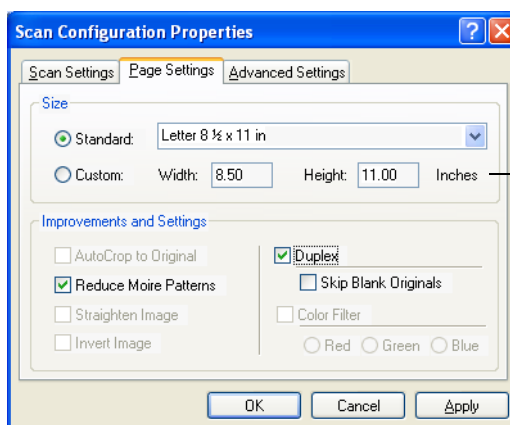 Scan Configuration Properties
Scan Settings Page Settings Advanced Settings
Size
Standard: Letter 8 ½ x 11 in
Custom: Width: 8.50 Height: 11.00 Inches
Improvements and Settings
AutoCrop to Original Duplex
Reduce Moire Patterns Skip Blank Originals
Straighten Image Color Filter
Invert Image Red Green Blue
OK Cancel Apply